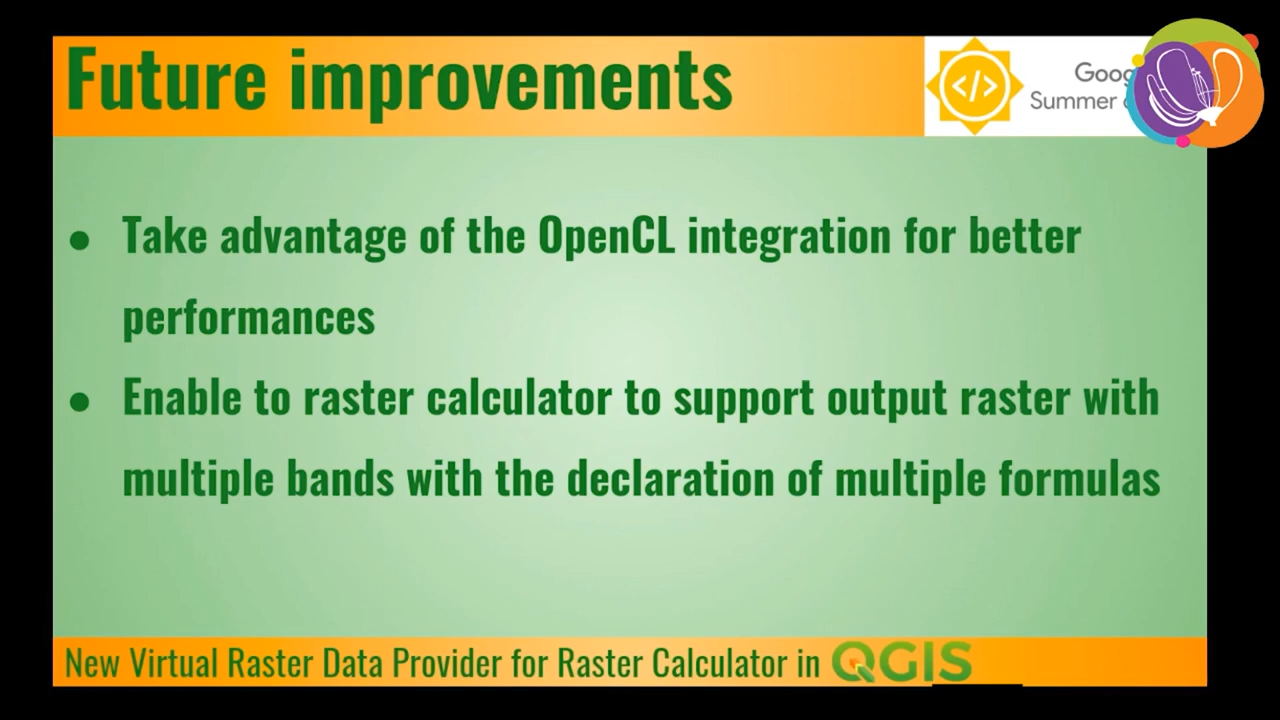 Future improvements
Summer
● Take advantage of the OpenCL integration for better
performances
● Enable to raster calculator to support output raster with
multiple bands with the declaration of multiple formulas
New Virtual Raster Data Provider for Raster Calculator in QGIS